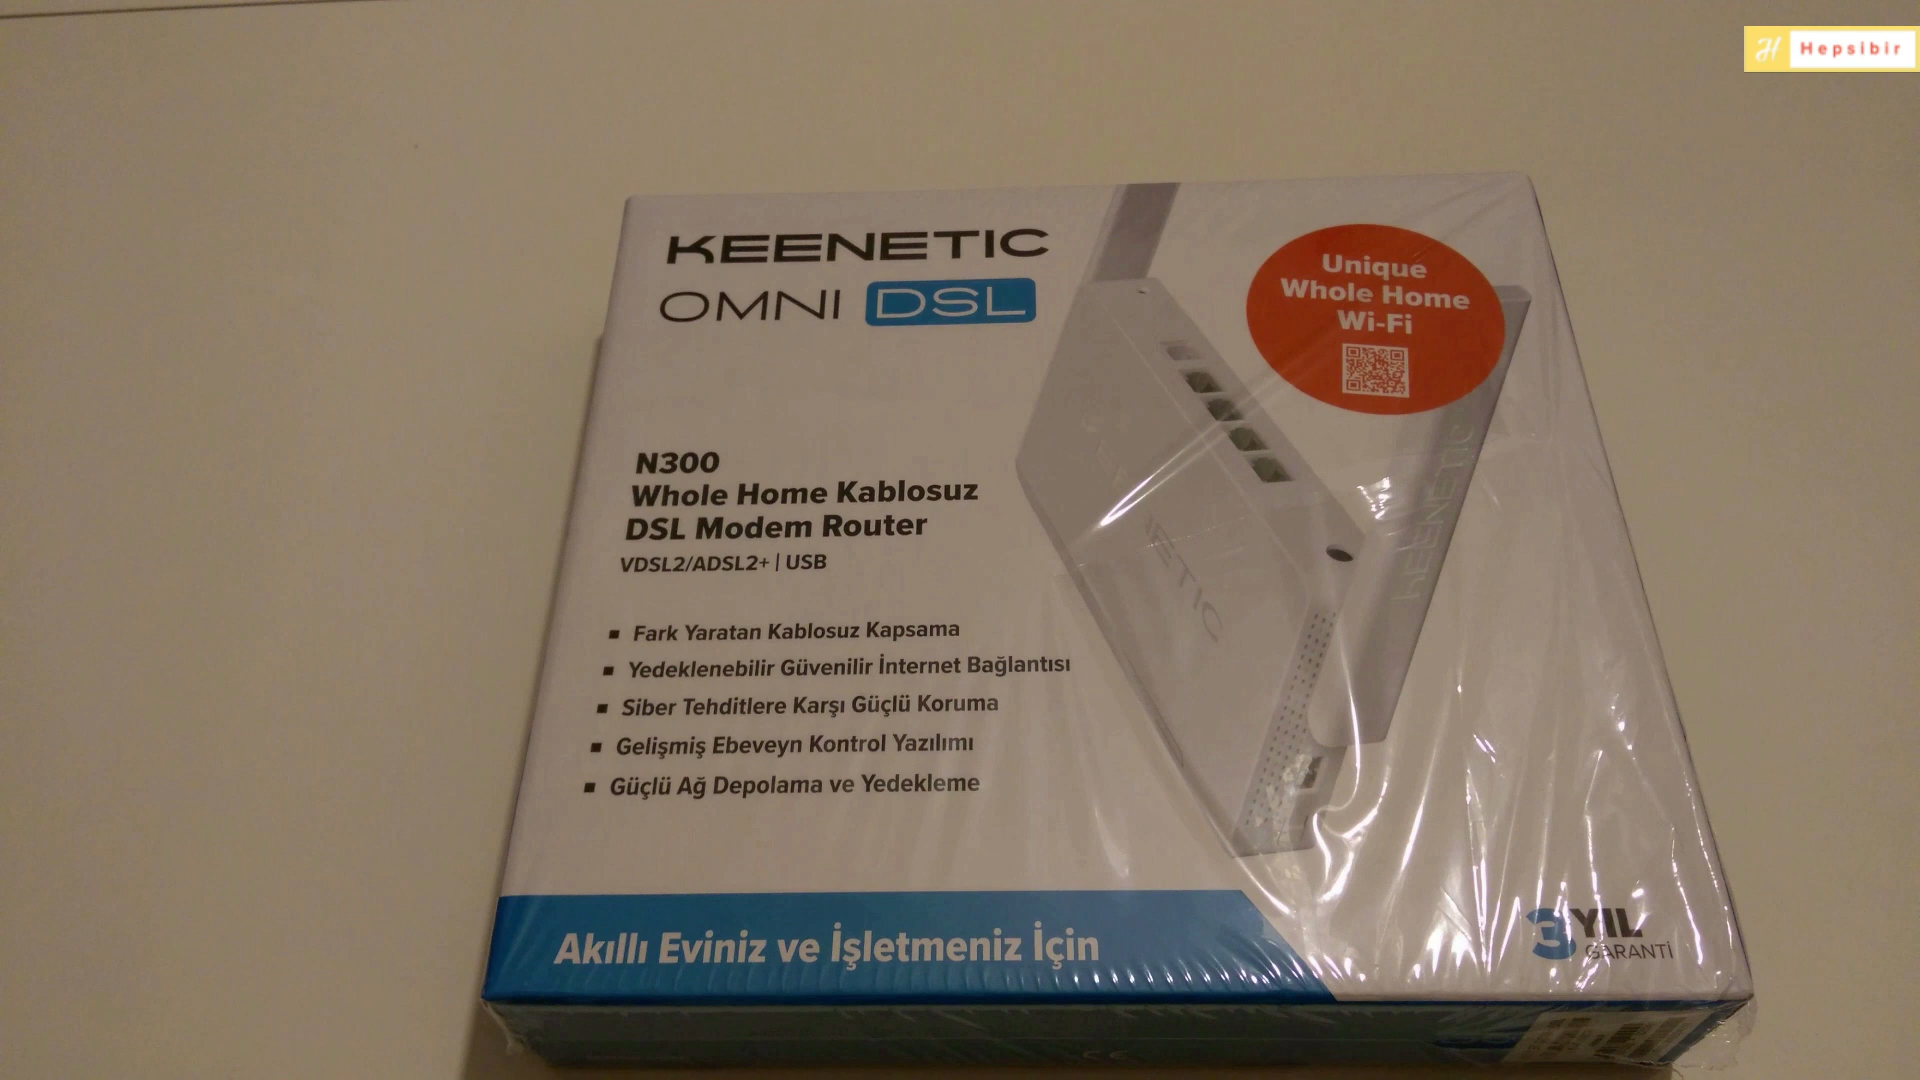 H Hepsibir
KEENETIC
OMNI DSL
Unique
Whole Home
Wi-Fi
N300
Whole Home Kablosuz
DSL Modem Router
VDSL2/ADSL2+ | USB
▪ Fark Yaratan Kablosuz Kapsama
▪ Yedeklenebilir Güvenilir İnternet Bağlantısı
▪ Siber Tehditlere Karşı Güçlü Koruma
▪ Gelişmiş Ebeveyn Kontrol Yazılımı
▪ Güçlü Ağ Depolama ve Yedekleme
KEENETIC
Akıllı Eviniz ve İşletmeniz İçin
3 YIL
GARANTİ
CE